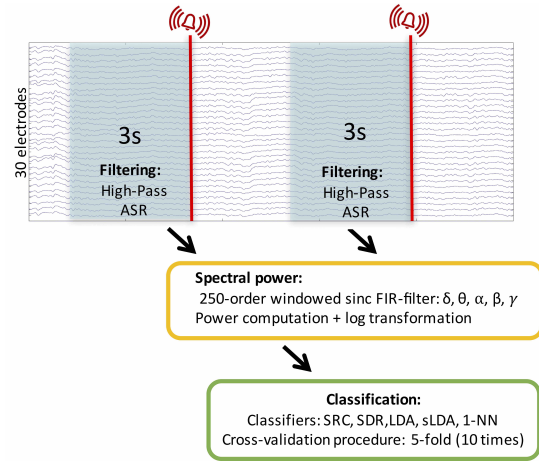 30 electrodes
3s
Filtering:
High-Pass
ASR
3s
Filtering:
High-Pass
ASR
Spectral power:
250-order windowed sinc FIR-filter: δ, θ, α, β, γ
Power computation + log transformation
Classification:
Classifiers: SRC, SDR,LDA, sLDA, 1-NN
Cross-validation procedure: 5-fold (10 times)